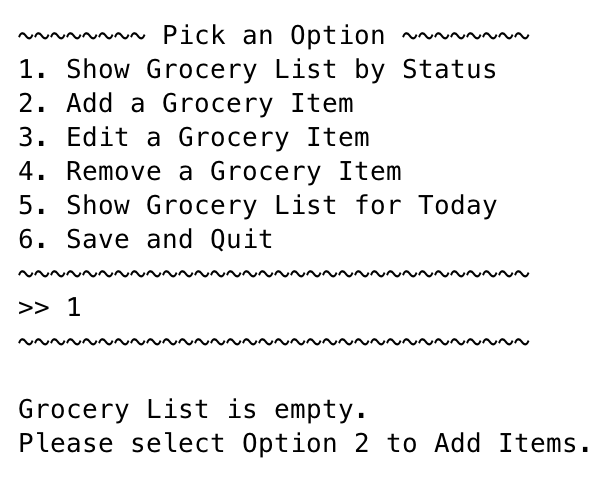 ~~~~~~~~ Pick an Option ~~~~~~~~
1. Show Grocery List by Status
2. Add a Grocery Item
3. Edit a Grocery Item
4. Remove a Grocery Item
5. Show Grocery List for Today
6. Save and Quit
~~~~~~~~~~~~~~~~~~~~~~~~~~~~~~~~
>> 1
~~~~~~~~~~~~~~~~~~~~~~~~~~~~~~~~
Grocery List is empty.
Please select Option 2 to Add Items.